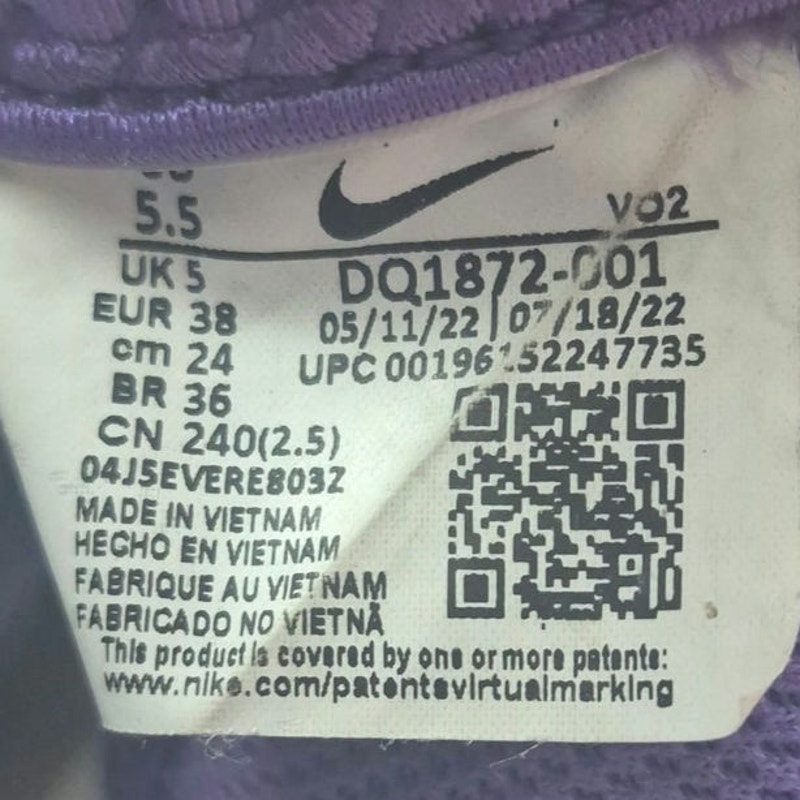 5.5
VO2
UK 5
DQ1872-001
EUR 38
05/11/22 | 07/18/22
cm 24
UPC 00196152247735
BR 36
CN 240(2.5)
04J5EVERE803Z
MADE IN VIETNAM
HECHO EN VIETNAM
FABRIQUE AU VIETNAM
FABRICADO NO VIETNÃ
This product is covered by one or more patents:
www.nike.com/patentsvirtualmarking